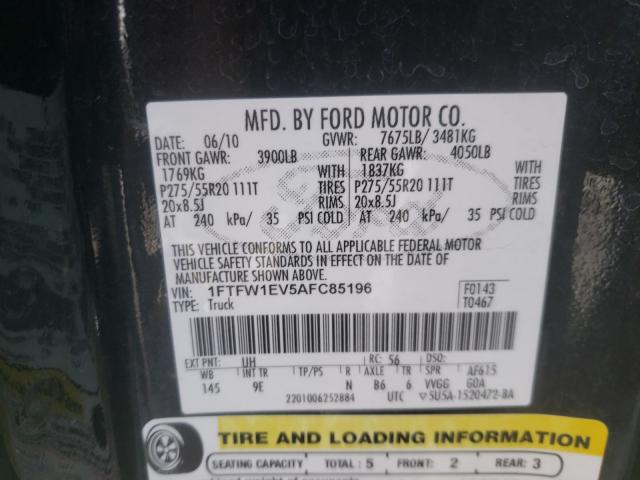 MFD. BY FORD MOTOR CO.
DATE: 06/10 GVWR: 7675LB/ 3481KG
FRONT GAWR: 3900LB REAR GAWR: 4050LB
1769KG WITH 1837KG WITH
P275/55R20 111T TIRES P275/55R20 111T TIRES
20x8.5J RIMS 20x8.5J RIMS
AT 240 kPa/ 35 PSI COLD AT 240 kPa/ 35 PSI COLD
THIS VEHICLE CONFORMS TO ALL APPLICABLE FEDERAL MOTOR
VEHICLE SAFETY STANDARDS IN EFFECT ON THE DATE OF
MANUFACTURE SHOWN ABOVE.
VIN: 1FTFW1EV5AFC85196 F0143
TYPE: Truck T0467
EXT PNT: UH RC: 56 DSO:
WB INT TR TP/PS R AXLE TR SPR AF615
145 9E N B6 6 VVGG GOA
2201006252884 UTC ▽5U5A-1520472-BA
TIRE AND LOADING INFORMATION
SEATING CAPACITY TOTAL : 5 FRONT: 2 REAR: 3